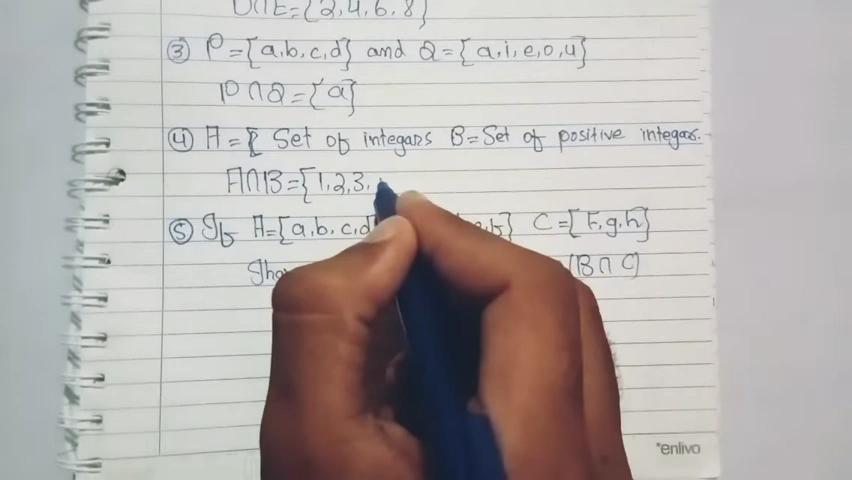 D∩E={2,4,6,8}
③ P={a,b,c,d} and Q={a,i,e,o,u}
P∩Q={a}
④ A={ Set of integars B=Set of positive integars.
A∩B={1,2,3,
⑤ If A={a,b,c,d} C={f,g,h}
(B∩C)
*enlivo